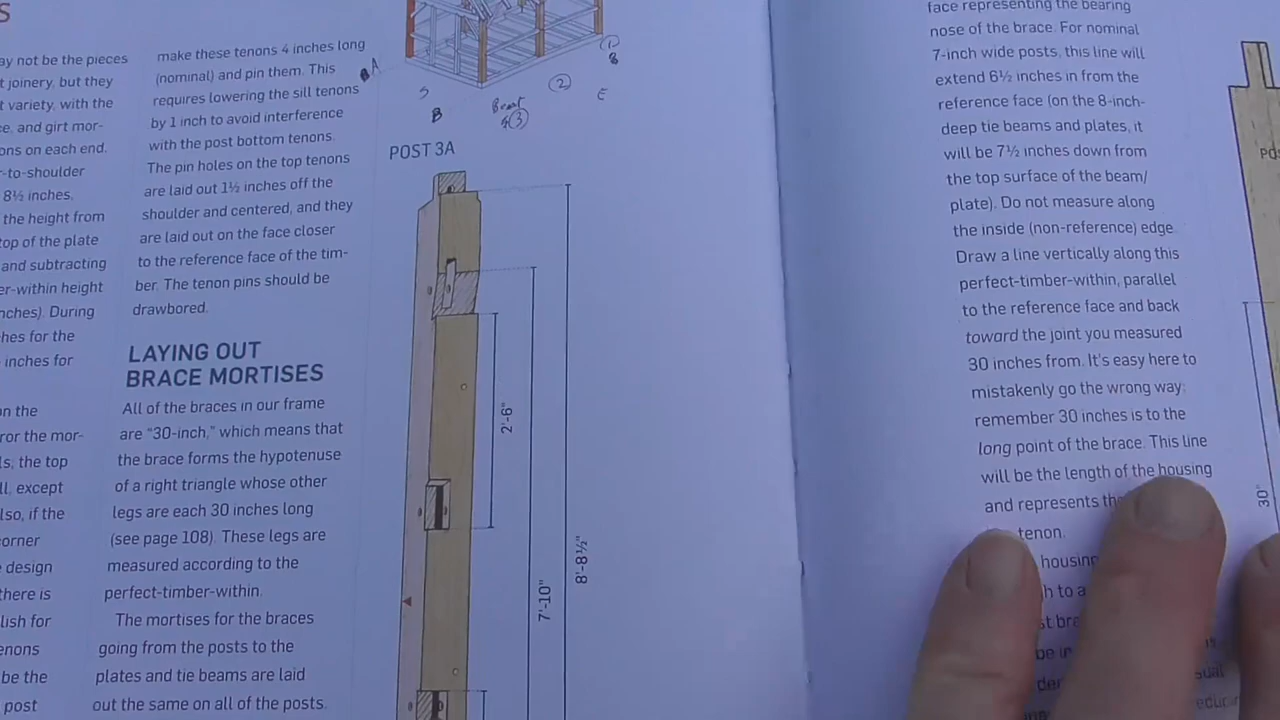 S
ay not be the pieces
t joinery, but they
t variety, with the
ce, and girt mor-
ons on each end.
r-to-shoulder
8½ inches,
the height from
top of the plate
and subtracting
er-within height
nches). During
hes for the
inches for
on the
ror the mor-
ls, the top
ll, except
lso, if the
corner
e design
there is
lish for
enons
be the
post
make these tenons 4 inches long
(nominal) and pin them. This
requires lowering the sill tenons
by 1 inch to avoid interference
with the post bottom tenons.
The pin holes on the top tenons
are laid out 1½ inches off the
shoulder and centered, and they
are laid out on the face closer
to the reference face of the tim-
ber. The tenon pins should be
drawbored.
LAYING OUT
BRACE MORTISES
All of the braces in our frame
are “30-inch,” which means that
the brace forms the hypotenuse
of a right triangle whose other
legs are each 30 inches long
(see page 108). These legs are
measured according to the
perfect-timber-within.
The mortises for the braces
going from the posts to the
plates and tie beams are laid
out the same on all of the posts.
A
S
B
2
E
1
B
3
POST 3A
2'-6"
7'-10"
8'-8½"
face representing the bearing
nose of the brace. For nominal
7-inch wide posts, this line will
extend 6½ inches in from the
reference face (on the 8-inch-
deep tie beams and plates, it
will be 7½ inches down from
the top surface of the beam/
plate). Do not measure along
the inside (non-reference) edge.
Draw a line vertically along this
perfect-timber-within, parallel
to the reference face and back
toward the joint you measured
30 inches from. It's easy here to
mistakenly go the wrong way:
remember 30 inches is to the
long point of the brace. This line
will be the length of the housing
and represents the
tenon.
housing
h to a
st bra
be in
der
sual
educin
PO
30"